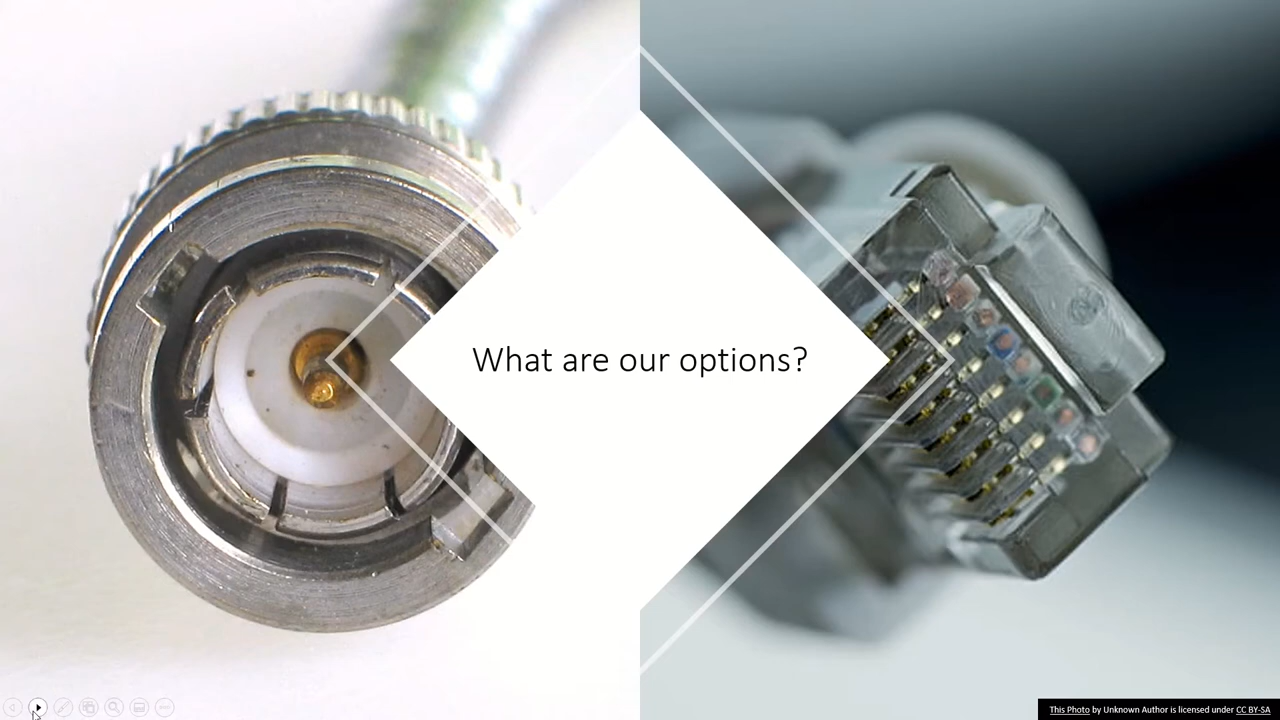 What are our options?
This Photo by Unknown Author is licensed under CC BY-SA